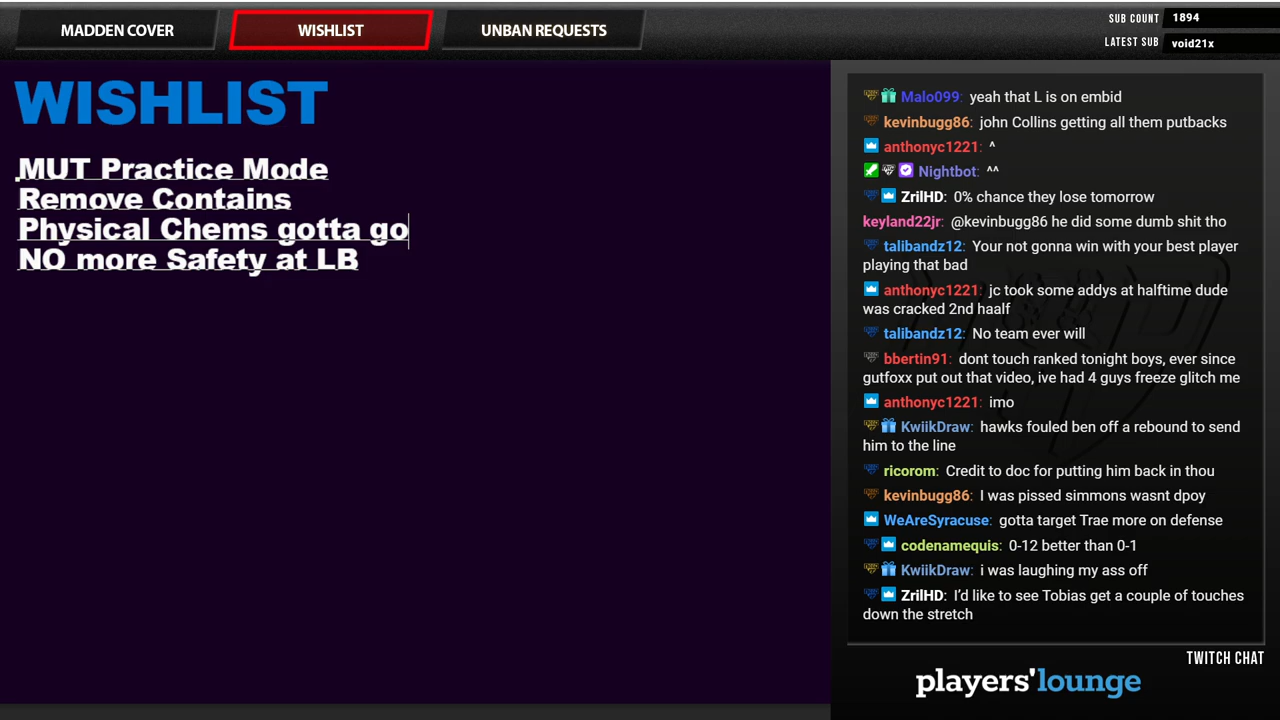 MADDEN COVER
WISHLIST
UNBAN REQUESTS
SUB COUNT 1894
LATEST SUB void21x
WISHLIST
MUT Practice Mode
Remove Contains
Physical Chems gotta go
NO more Safety at LB
Malo099: yeah that L is on embid
kevinbugg86: john Collins getting all them putbacks
anthonyc1221: ^
Nightbot: ^^
ZrilHD: 0% chance they lose tomorrow
keyland22jr: @kevinbugg86 he did some dumb shit tho
talibandz12: Your not gonna win with your best player
playing that bad
anthonyc1221: jc took some addys at halftime dude
was cracked 2nd haalf
talibandz12: No team ever will
bbertin91: dont touch ranked tonight boys, ever since
gutfoxx put out that video, ive had 4 guys freeze glitch me
anthonyc1221: imo
KwiikDraw: hawks fouled ben off a rebound to send
him to the line
ricorom: Credit to doc for putting him back in thou
kevinbugg86: I was pissed simmons wasnt dpoy
WeAreSyracuse: gotta target Trae more on defense
codenamequis: 0-12 better than 0-1
KwiikDraw: i was laughing my ass off
ZrilHD: I'd like to see Tobias get a couple of touches
down the stretch
TWITCH CHAT
players'lounge